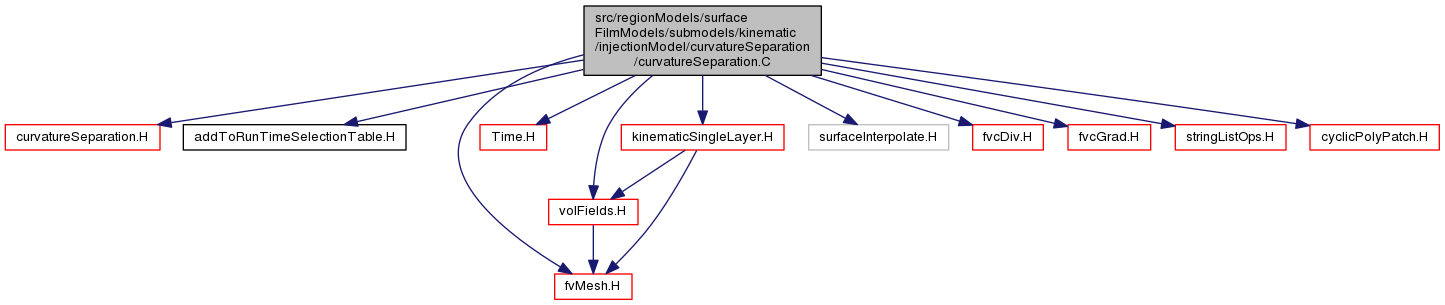 src/regionModels/surface
FilmModels/submodels/kinematic
/injectionModel/curvatureSeparation
/curvatureSeparation.C
curvatureSeparation.H
addToRunTimeSelectionTable.H
Time.H
kinematicSingleLayer.H
surfaceInterpolate.H
fvcDiv.H
fvcGrad.H
stringListOps.H
cyclicPolyPatch.H
volFields.H
fvMesh.H